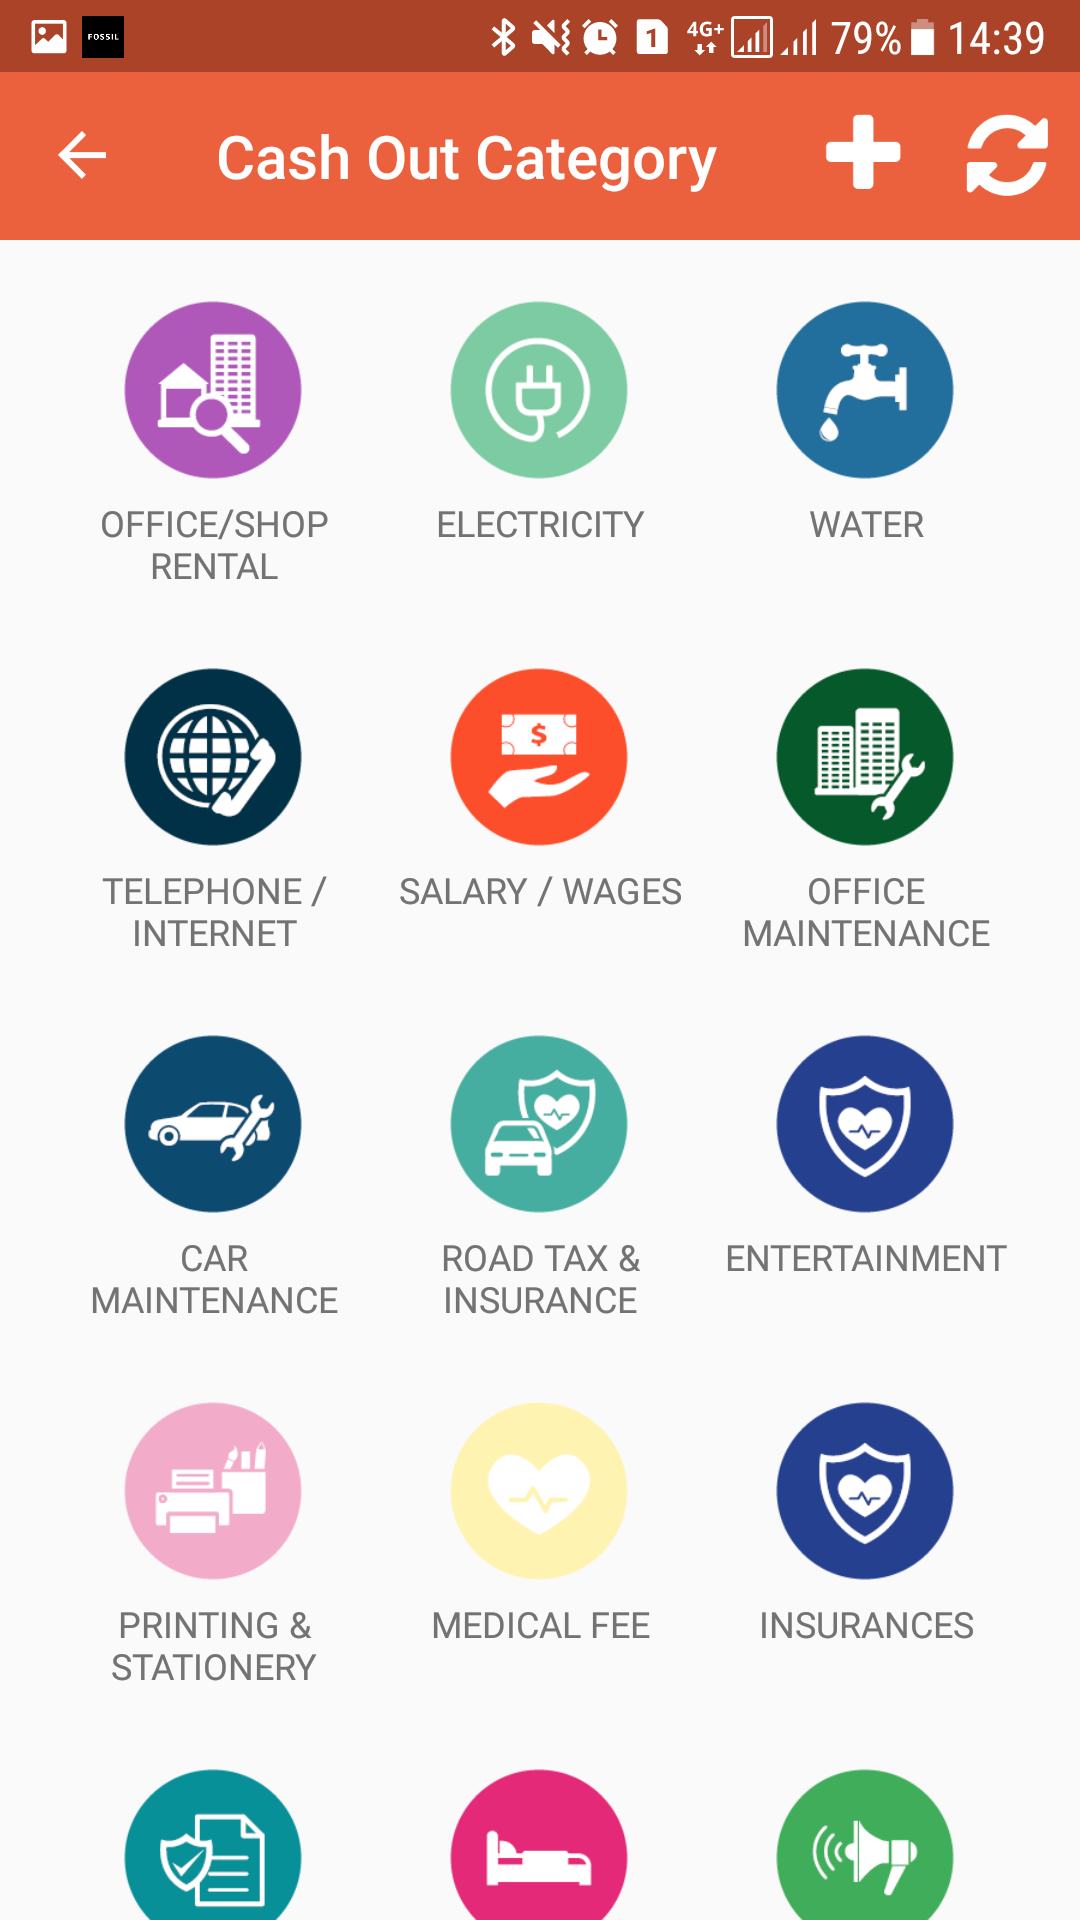 FOSSIL 1 4G+ 79% 14:39
Cash Out Category
OFFICE/SHOP
RENTAL
ELECTRICITY
WATER
TELEPHONE /
INTERNET
$
SALARY / WAGES
OFFICE
MAINTENANCE
CAR
MAINTENANCE
ROAD TAX &
INSURANCE
ENTERTAINMENT
PRINTING &
STATIONERY
MEDICAL FEE
INSURANCES